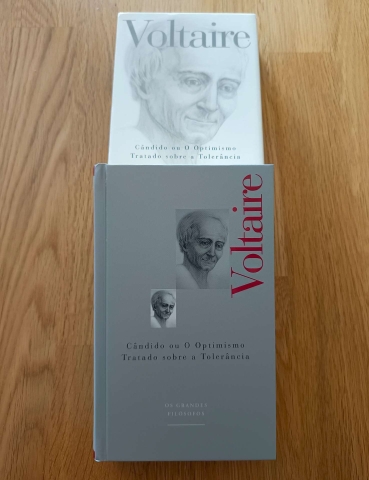 Voltaire
Cândido ou O Optimismo
Tratado sobre a Tolerância
Voltaire
Cândido ou O Optimismo
Tratado sobre a Tolerância
OS GRANDES
FILÓSOFOS